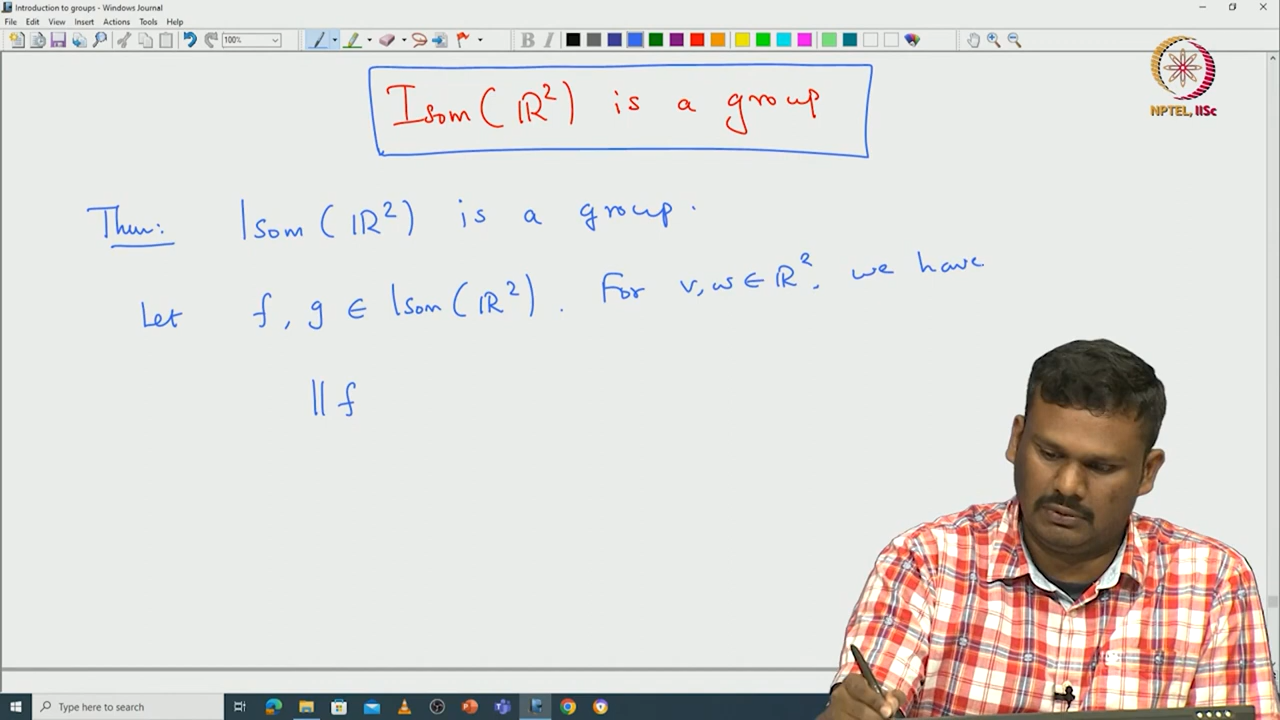 Introduction to groups - Windows Journal
File Edit View Insert Actions Tools Help
100%
B I
NPTEL, IISc
Isom(ℝ²) is a group
Thm: Isom(ℝ²) is a group.
Let f, g ∈ Isom(ℝ²). For v, w ∈ ℝ², we have
‖ f
Type here to search